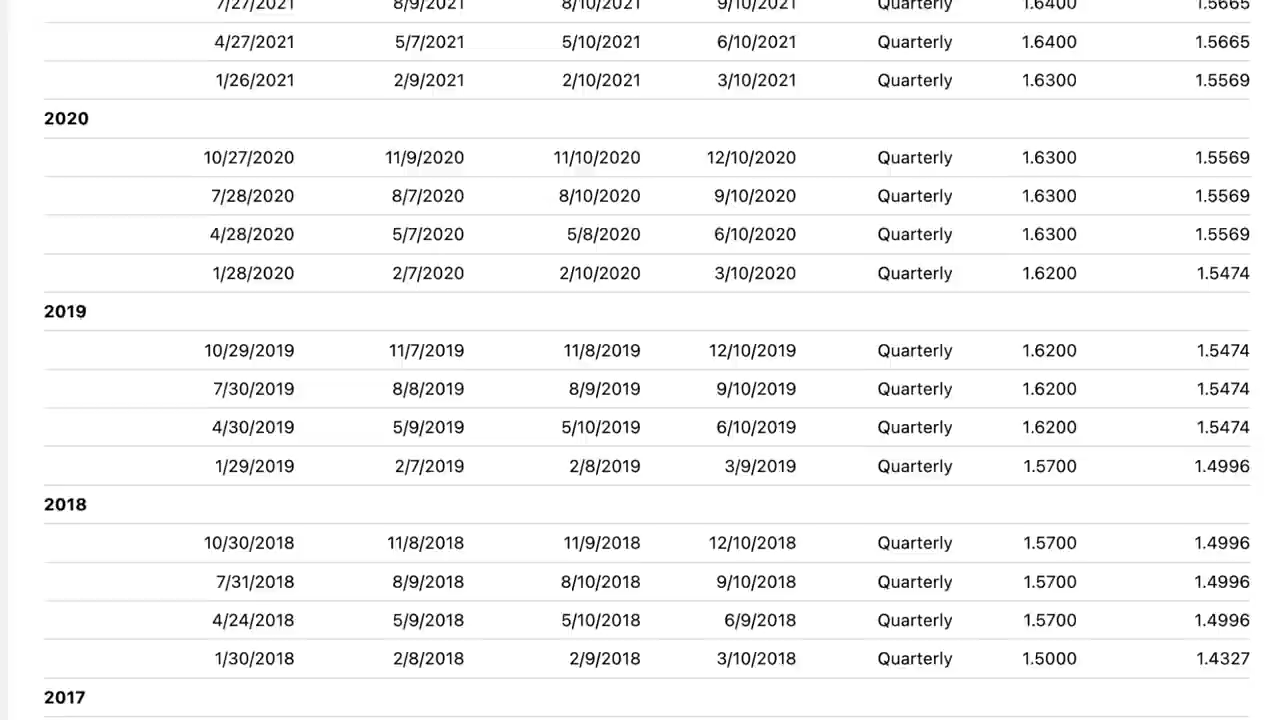 7/27/2021 8/9/2021 8/10/2021 9/10/2021 Quarterly 1.6400 1.5665
4/27/2021 5/7/2021 5/10/2021 6/10/2021 Quarterly 1.6400 1.5665
1/26/2021 2/9/2021 2/10/2021 3/10/2021 Quarterly 1.6300 1.5569
2020
10/27/2020 11/9/2020 11/10/2020 12/10/2020 Quarterly 1.6300 1.5569
7/28/2020 8/7/2020 8/10/2020 9/10/2020 Quarterly 1.6300 1.5569
4/28/2020 5/7/2020 5/8/2020 6/10/2020 Quarterly 1.6300 1.5569
1/28/2020 2/7/2020 2/10/2020 3/10/2020 Quarterly 1.6200 1.5474
2019
10/29/2019 11/7/2019 11/8/2019 12/10/2019 Quarterly 1.6200 1.5474
7/30/2019 8/8/2019 8/9/2019 9/10/2019 Quarterly 1.6200 1.5474
4/30/2019 5/9/2019 5/10/2019 6/10/2019 Quarterly 1.6200 1.5474
1/29/2019 2/7/2019 2/8/2019 3/9/2019 Quarterly 1.5700 1.4996
2018
10/30/2018 11/8/2018 11/9/2018 12/10/2018 Quarterly 1.5700 1.4996
7/31/2018 8/9/2018 8/10/2018 9/10/2018 Quarterly 1.5700 1.4996
4/24/2018 5/9/2018 5/10/2018 6/9/2018 Quarterly 1.5700 1.4996
1/30/2018 2/8/2018 2/9/2018 3/10/2018 Quarterly 1.5000 1.4327
2017